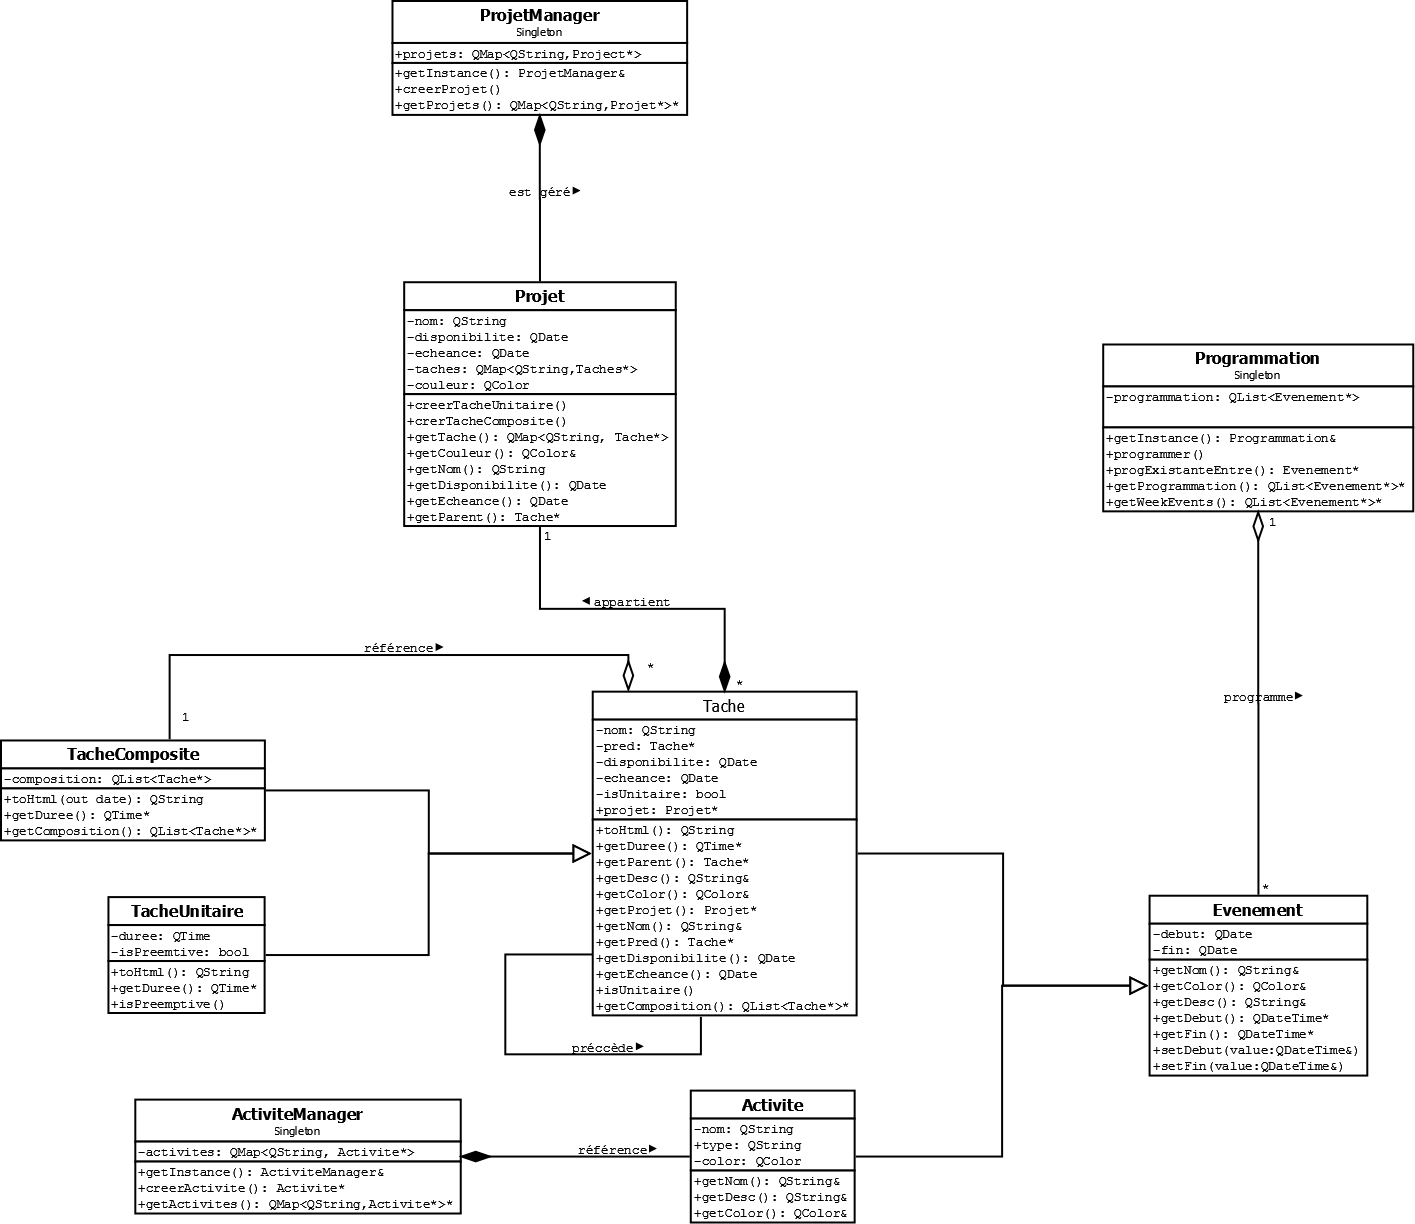 ProjetManager
Singleton
+projets: QMap<QString,Project*>
+getInstance(): ProjetManager&
+creerProjet()
+getProjets(): QMap<QString,Projet*>*
est géré►
Projet
-nom: QString
-disponibilite: QDate
-echeance: QDate
-taches: QMap<QString,Taches*>
-couleur: QColor
+creerTacheUnitaire()
+crerTacheComposite()
+getTache(): QMap<QString, Tache*>
+getCouleur(): QColor&
+getNom(): QString
+getDisponibilite(): QDate
+getEcheance(): QDate
+getParent(): Tache*
1
◄appartient
*
Programmation
Singleton
-programmation: QList<Evenement*>
+getInstance(): Programmation&
+programmer()
+progExistanteEntre(): Evenement*
+getProgrammation(): QList<Evenement*>*
+getWeekEvents(): QList<Evenement*>*
1
programme►
*
référence►
*
1
TacheComposite
-composition: QList<Tache*>
+toHtml(out date): QString
+getDuree(): QTime*
+getComposition(): QList<Tache*>*
TacheUnitaire
-duree: QTime
-isPreemtive: bool
+toHtml(): QString
+getDuree(): QTime*
+isPreemptive()
Tache
-nom: QString
-pred: Tache*
-disponibilite: QDate
-echeance: QDate
-isUnitaire: bool
+projet: Projet*
+toHtml(): QString
+getDuree(): QTime*
+getParent(): Tache*
+getDesc(): QString&
+getColor(): QColor&
+getProjet(): Projet*
+getNom(): QString&
+getPred(): Tache*
+getDisponibilite(): QDate
+getEcheance(): QDate
+isUnitaire()
+getComposition(): QList<Tache*>*
préccède►
Evenement
-debut: QDate
-fin: QDate
+getNom(): QString&
+getColor(): QColor&
+getDesc(): QString&
+getDebut(): QDateTime*
+getFin(): QDateTime*
+setDebut(value:QDateTime&)
+setFin(value:QDateTime&)
ActiviteManager
Singleton
-activites: QMap<QString, Activite*>
+getInstance(): ActiviteManager&
+creerActivite(): Activite*
+getActivites(): QMap<QString,Activite*>*
référence►
Activite
-nom: QString
+type: QString
-color: QColor
+getNom(): QString&
+getDesc(): QString&
+getColor(): QColor&